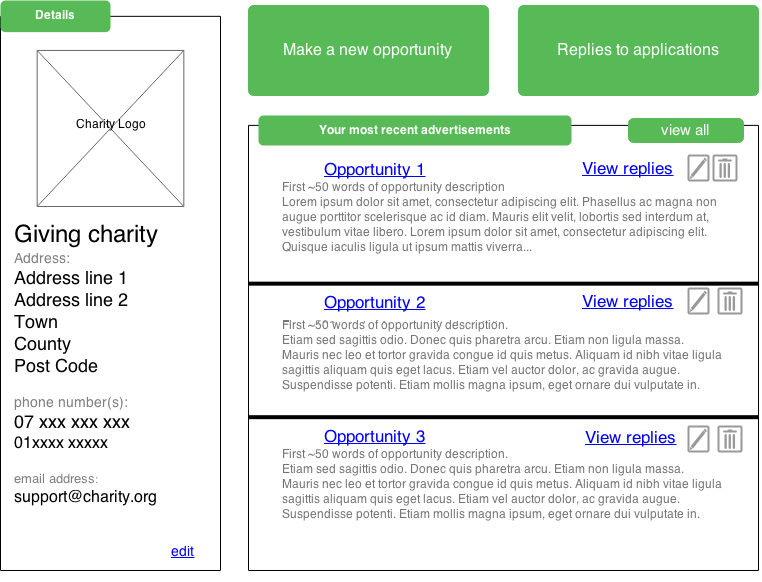 Details
Charity Logo
Giving charity
Address:
Address line 1
Address line 2
Town
County
Post Code
phone number(s):
07 xxx xxx xxx
01xxxx xxxxx
email address:
support@charity.org
edit
Make a new opportunity
Replies to applications
Your most recent advertisements
view all
Opportunity 1
View replies
First ~50 words of opportunity description
Lorem ipsum dolor sit amet, consectetur adipiscing elit. Phasellus ac magna non
augue porttitor scelerisque ac id diam. Mauris elit velit, lobortis sed interdum at,
vestibulum vitae libero. Lorem ipsum dolor sit amet, consectetur adipiscing elit.
Quisque iaculis ligula ut ipsum mattis viverra...
Opportunity 2
View replies
First ~50 words of opportunity description.
Etiam sed sagittis odio. Donec quis pharetra arcu. Etiam non ligula massa.
Mauris nec leo et tortor gravida congue id quis metus. Aliquam id nibh vitae ligula
sagittis aliquam quis eget lacus. Etiam vel auctor dolor, ac gravida augue.
Suspendisse potenti. Etiam mollis magna ipsum, eget ornare dui vulputate in.
Opportunity 3
View replies
First ~50 words of opportunity description.
Etiam sed sagittis odio. Donec quis pharetra arcu. Etiam non ligula massa.
Mauris nec leo et tortor gravida congue id quis metus. Aliquam id nibh vitae ligula
sagittis aliquam quis eget lacus. Etiam vel auctor dolor, ac gravida augue.
Suspendisse potenti. Etiam mollis magna ipsum, eget ornare dui vulputate in.